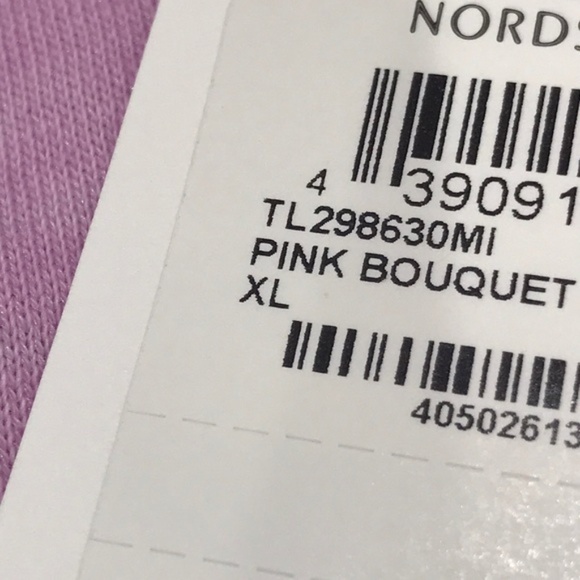 NORDS
4 39091
TL298630MI
PINK BOUQUET
XL
40502613